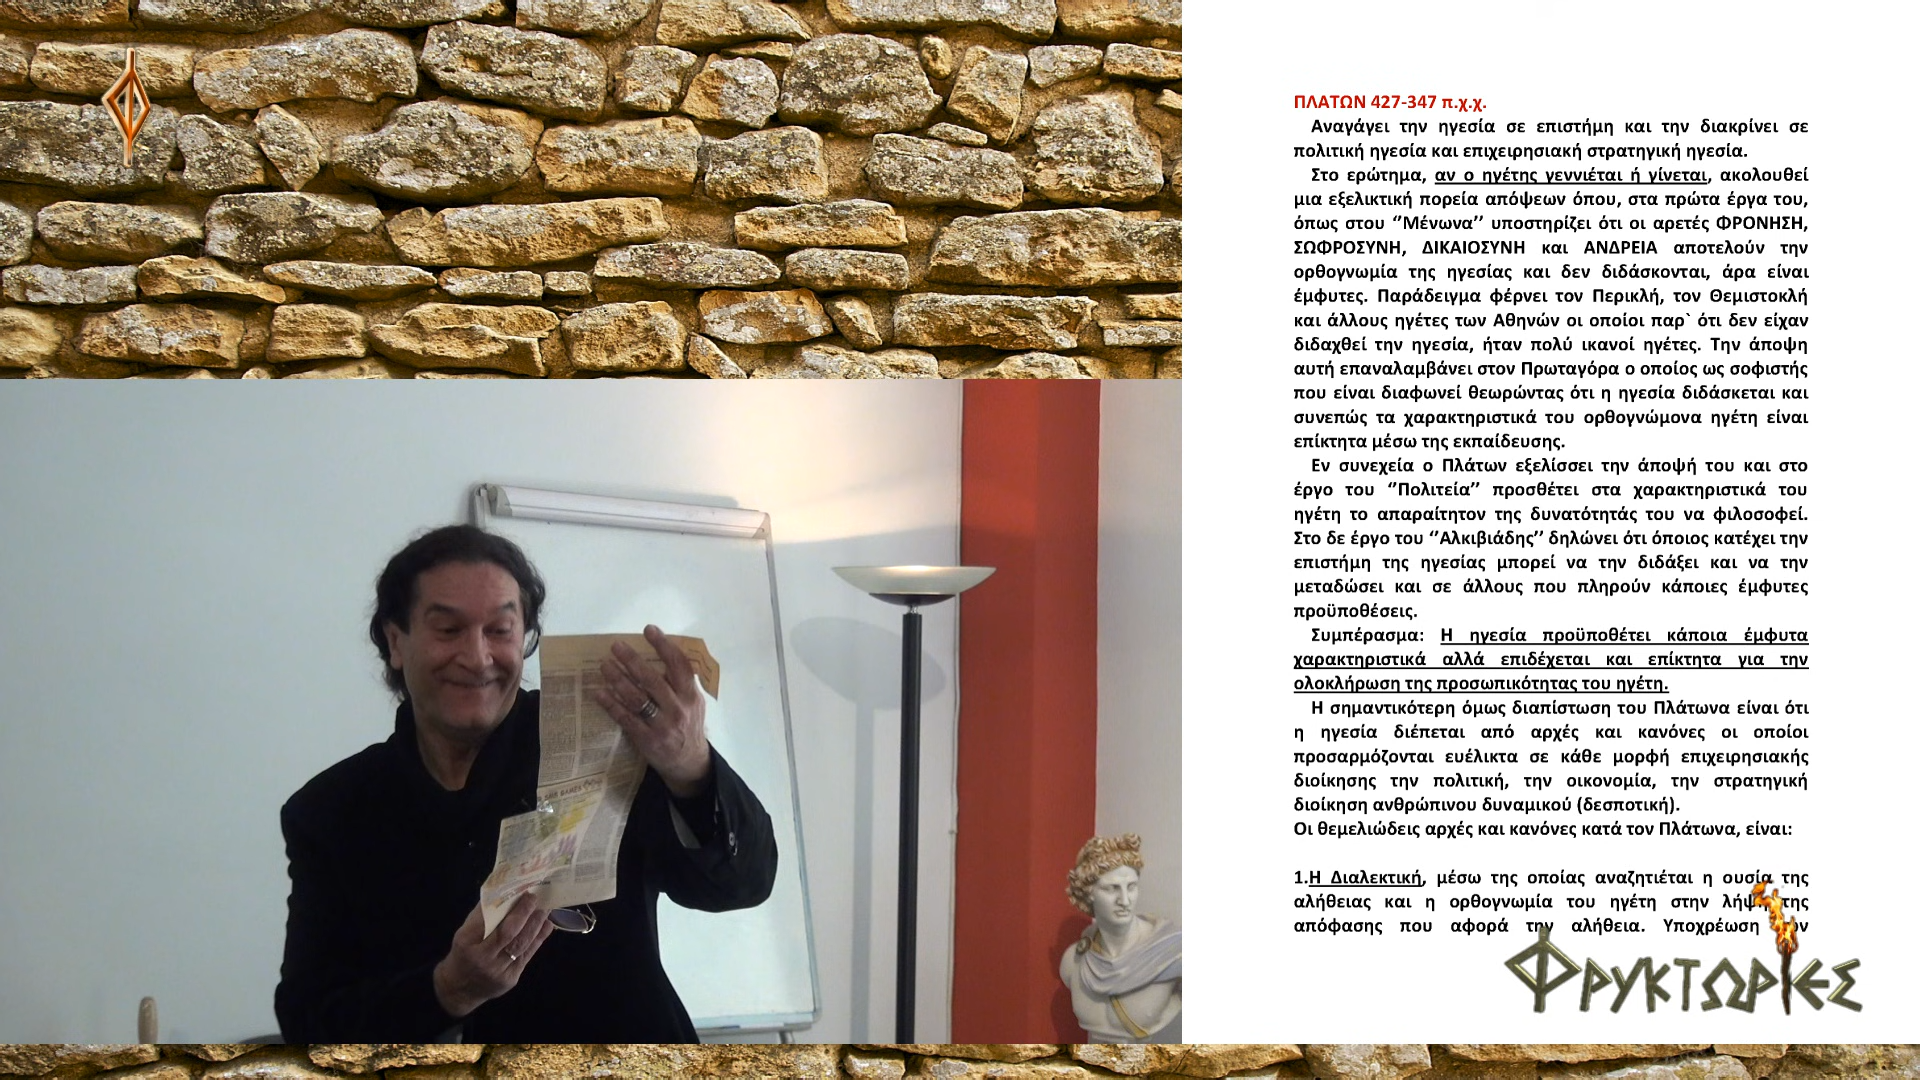 ΠΛΑΤΩΝ 427-347 π.χ.χ.
Αναγάγει την ηγεσία σε επιστήμη και την διακρίνει σε
πολιτική ηγεσία και επιχειρησιακή στρατηγική ηγεσία.
Στο ερώτημα, αν ο ηγέτης γεννιέται ή γίνεται, ακολουθεί
μια εξελικτική πορεία απόψεων όπου, στα πρώτα έργα του,
όπως στου ‘’Μένωνα’’ υποστηρίζει ότι οι αρετές ΦΡΟΝΗΣΗ,
ΣΩΦΡΟΣΥΝΗ, ΔΙΚΑΙΟΣΥΝΗ και ΑΝΔΡΕΙΑ αποτελούν την
ορθογνωμία της ηγεσίας και δεν διδάσκονται, άρα είναι
έμφυτες. Παράδειγμα φέρνει τον Περικλή, τον Θεμιστοκλή
και άλλους ηγέτες των Αθηνών οι οποίοι παρ` ότι δεν είχαν
διδαχθεί την ηγεσία, ήταν πολύ ικανοί ηγέτες. Την άποψη
αυτή επαναλαμβάνει στον Πρωταγόρα ο οποίος ως σοφιστής
που είναι διαφωνεί θεωρώντας ότι η ηγεσία διδάσκεται και
συνεπώς τα χαρακτηριστικά του ορθογνώμονα ηγέτη είναι
επίκτητα μέσω της εκπαίδευσης.
Εν συνεχεία ο Πλάτων εξελίσσει την άποψή του και στο
έργο του ‘’Πολιτεία’’ προσθέτει στα χαρακτηριστικά του
ηγέτη το απαραίτητον της δυνατότητάς του να φιλοσοφεί.
Στο δε έργο του ‘’Αλκιβιάδης’’ δηλώνει ότι όποιος κατέχει την
επιστήμη της ηγεσίας μπορεί να την διδάξει και να την
μεταδώσει και σε άλλους που πληρούν κάποιες έμφυτες
προϋποθέσεις.
Συμπέρασμα: Η ηγεσία προϋποθέτει κάποια έμφυτα
χαρακτηριστικά αλλά επιδέχεται και επίκτητα για την
ολοκλήρωση της προσωπικότητας του ηγέτη.
Η σημαντικότερη όμως διαπίστωση του Πλάτωνα είναι ότι
η ηγεσία διέπεται από αρχές και κανόνες οι οποίοι
προσαρμόζονται ευέλικτα σε κάθε μορφή επιχειρησιακής
διοίκησης την πολιτική, την οικονομία, την στρατηγική
διοίκηση ανθρώπινου δυναμικού (δεσποτική).
Οι θεμελιώδεις αρχές και κανόνες κατά τον Πλάτωνα, είναι:
1.Η Διαλεκτική, μέσω της οποίας αναζητιέται η ουσία της
αλήθειας και η ορθογνωμία του ηγέτη στην λήψη της
απόφασης που αφορά την αλήθεια. Υποχρέωση
ΦΡΥΚΤΩΡΙΕΣ